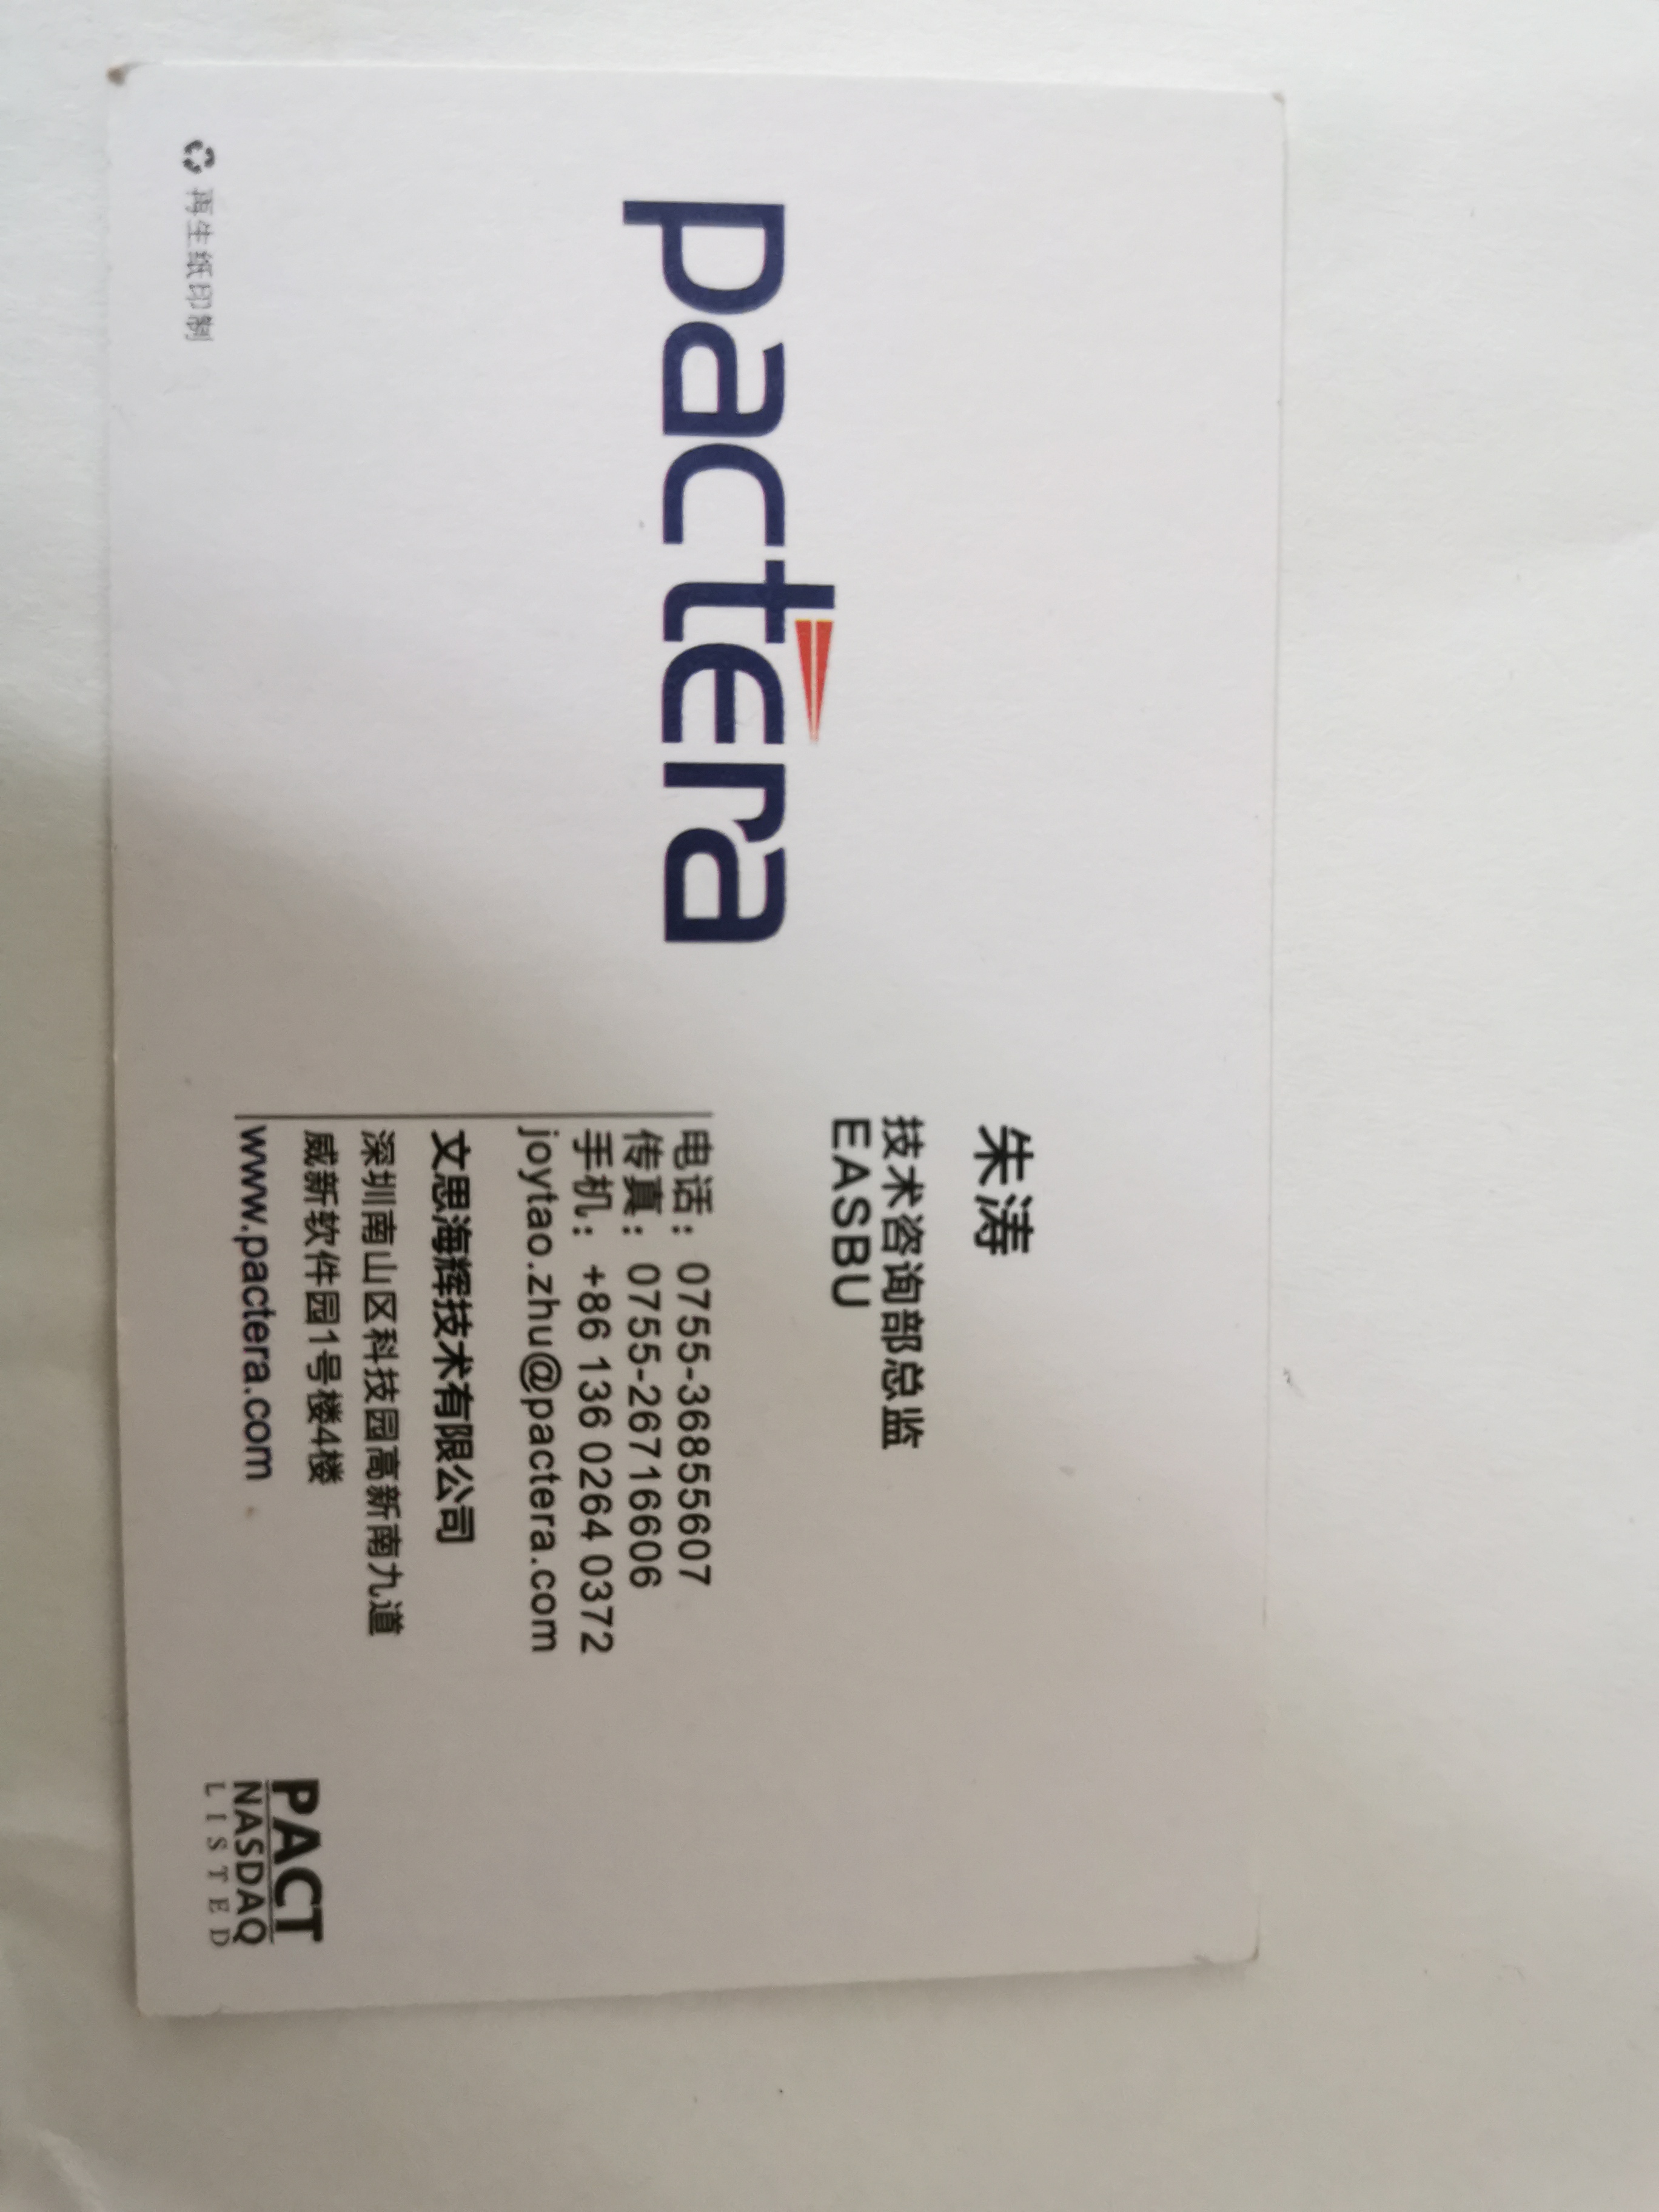 pactera
朱涛
技术咨询部总监
EASBU
电话: 0755-36855607
传真: 0755-26716606
手机: +86 136 0264 0372
joytao.zhu@pactera.com
文思海辉技术有限公司
深圳南山区科技园高新南九道
威新软件园1号楼4楼
www.pactera.com
再生纸印制
PACT
NASDAQ
LISTED